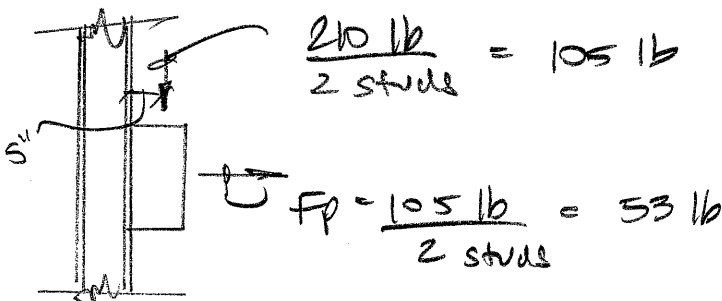 210 lb
2 studs
= 105 lb
5"
Fp = 105 lb
2 studs
= 53 lb